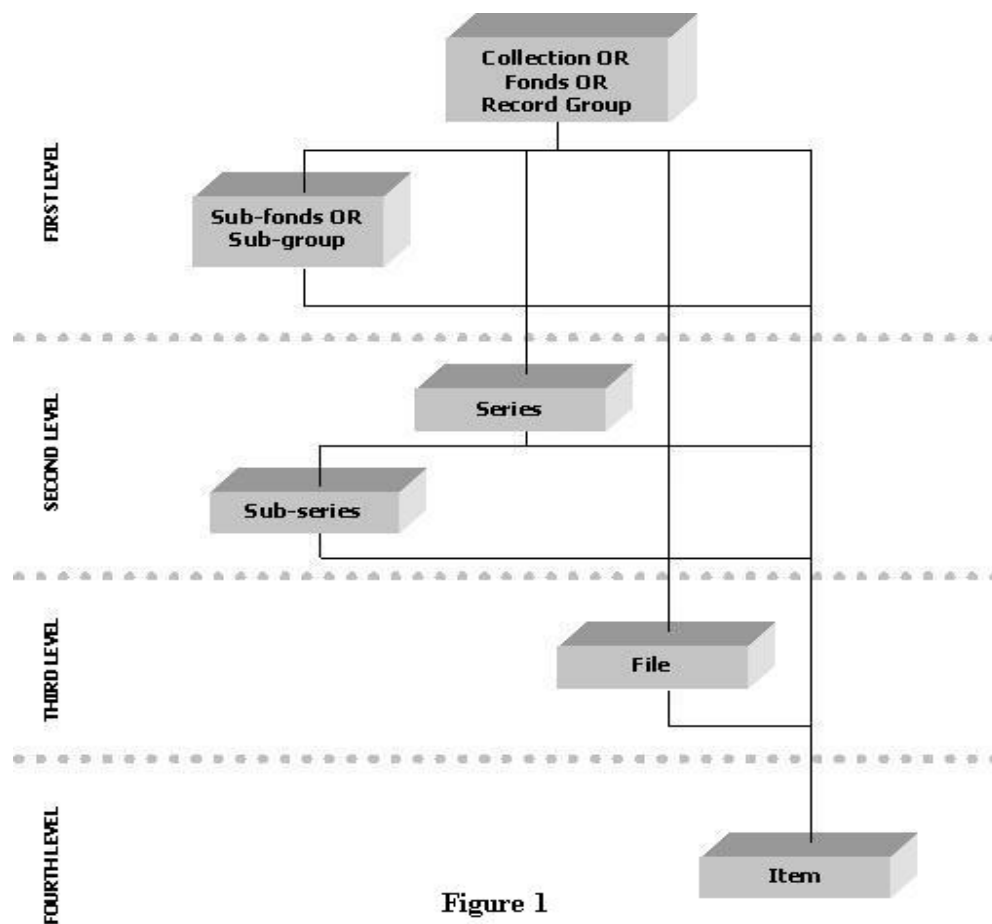 Collection OR
Fonds OR
Record Group
FIRST LEVEL
Sub-fonds OR
Sub-group
SECOND LEVEL
Series
Sub-series
THIRD LEVEL
File
FOURTH LEVEL
Item
Figure 1